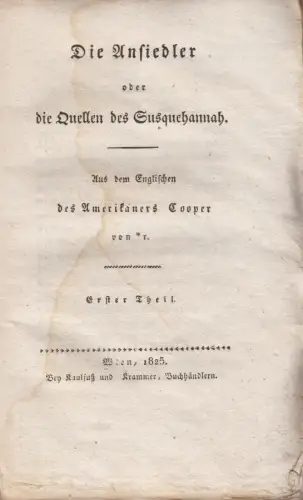 Die Ansiedler
oder
die Quellen des Susquehannah.
Aus dem Englischen
des Amerikaners Cooper
von *r.
Erster Theil.
Wien, 1825.
Bey Kaulfuß und Krammer, Buchhändlern.